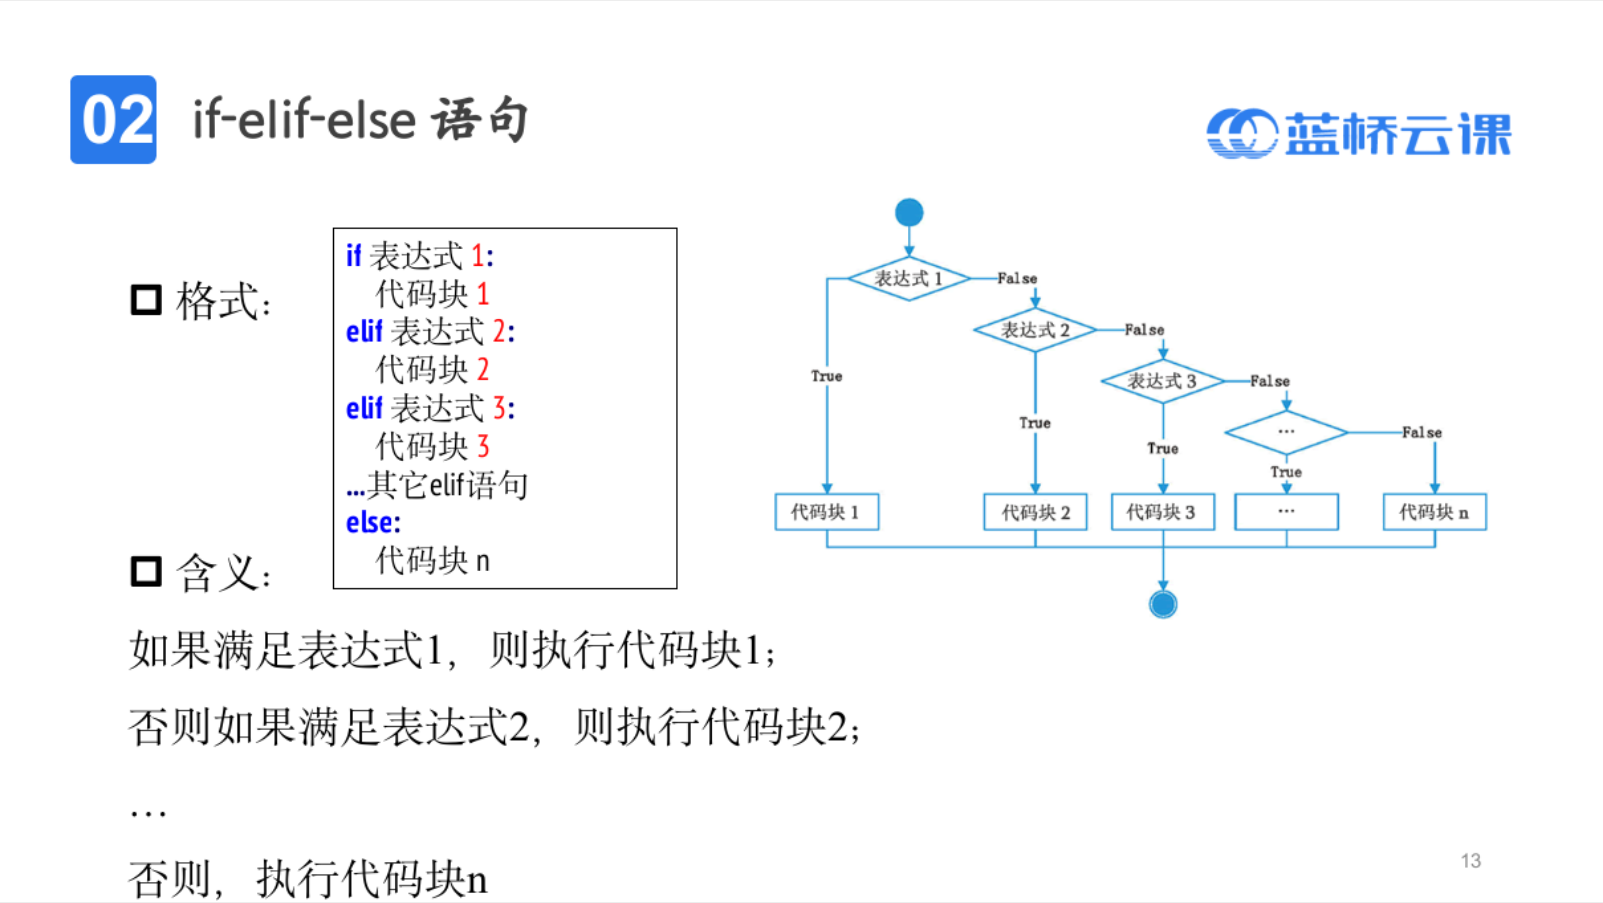 02
if-elif-else 语句
蓝桥云课
格式：
if 表达式 1:
代码块 1
elif 表达式 2:
代码块 2
elif 表达式 3:
代码块 3
...其它elif语句
else:
代码块 n
表达式 1
False
表达式 2
False
表达式 3
False
...
False
True
True
True
True
代码块 1
代码块 2
代码块 3
...
代码块 n
含义：
如果满足表达式1，则执行代码块1；
否则如果满足表达式2，则执行代码块2；
…
否则，执行代码块n
13